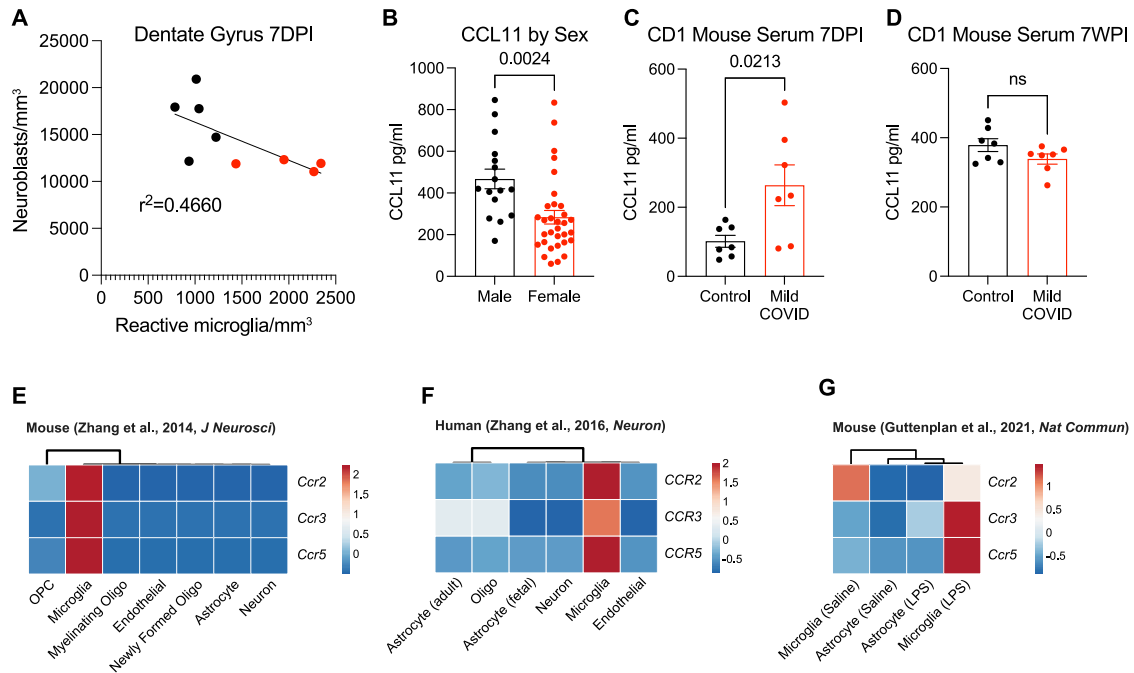 A
Dentate Gyrus 7DPI
Neuroblasts/mm³
25000
20000
15000
10000
5000
0
r²=0.4660
0 500 1000 1500 2000 2500
Reactive microglia/mm³
B
CCL11 by Sex
0.0024
CCL11 pg/ml
1000
800
600
400
200
0
Male Female
C
CD1 Mouse Serum 7DPI
0.0213
CCL11 pg/ml
600
400
200
0
Control Mild
COVID
D
CD1 Mouse Serum 7WPI
ns
CCL11 pg/ml
600
400
200
0
Control Mild
COVID
E
Mouse (Zhang et al., 2014, J Neurosci)
Ccr2
Ccr3
Ccr5
2
1.5
1
0.5
0
OPC
Microglia
Myelinating Oligo
Endothelial
Newly Formed Oligo
Astrocyte
Neuron
F
Human (Zhang et al., 2016, Neuron)
CCR2
CCR3
CCR5
2
1.5
1
0.5
0
-0.5
Astrocyte (adult)
Oligo
Astrocyte (fetal)
Neuron
Microglia
Endothelial
G
Mouse (Guttenplan et al., 2021, Nat Commun)
Ccr2
Ccr3
Ccr5
1
0.5
0
-0.5
Microglia (Saline)
Astrocyte (Saline)
Astrocyte (LPS)
Microglia (LPS)